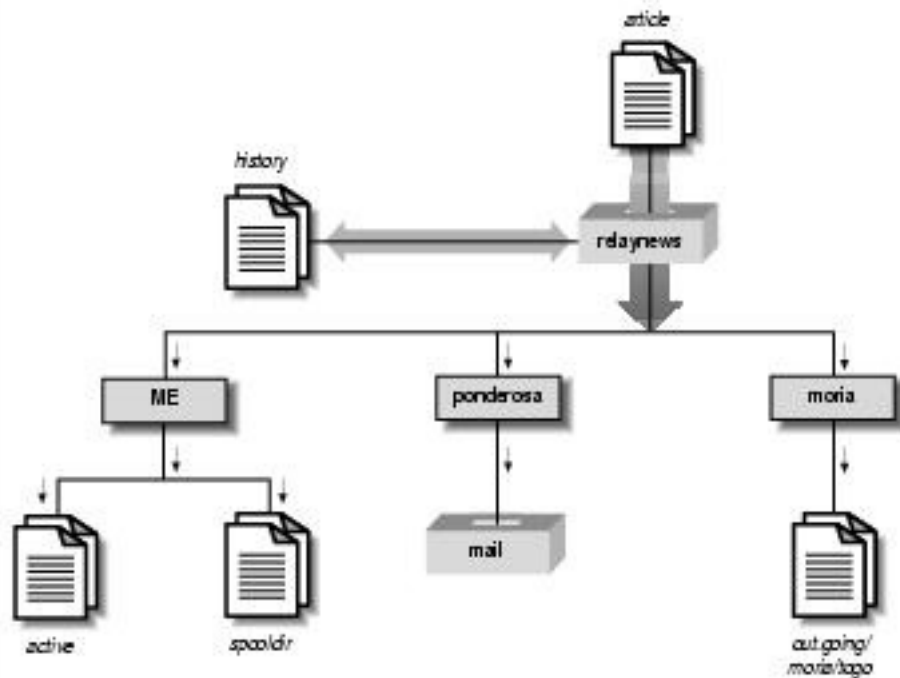 article
history
relaynews
ME
ponderosa
moria
mail
active
spooldir
out.going/
moria/togo